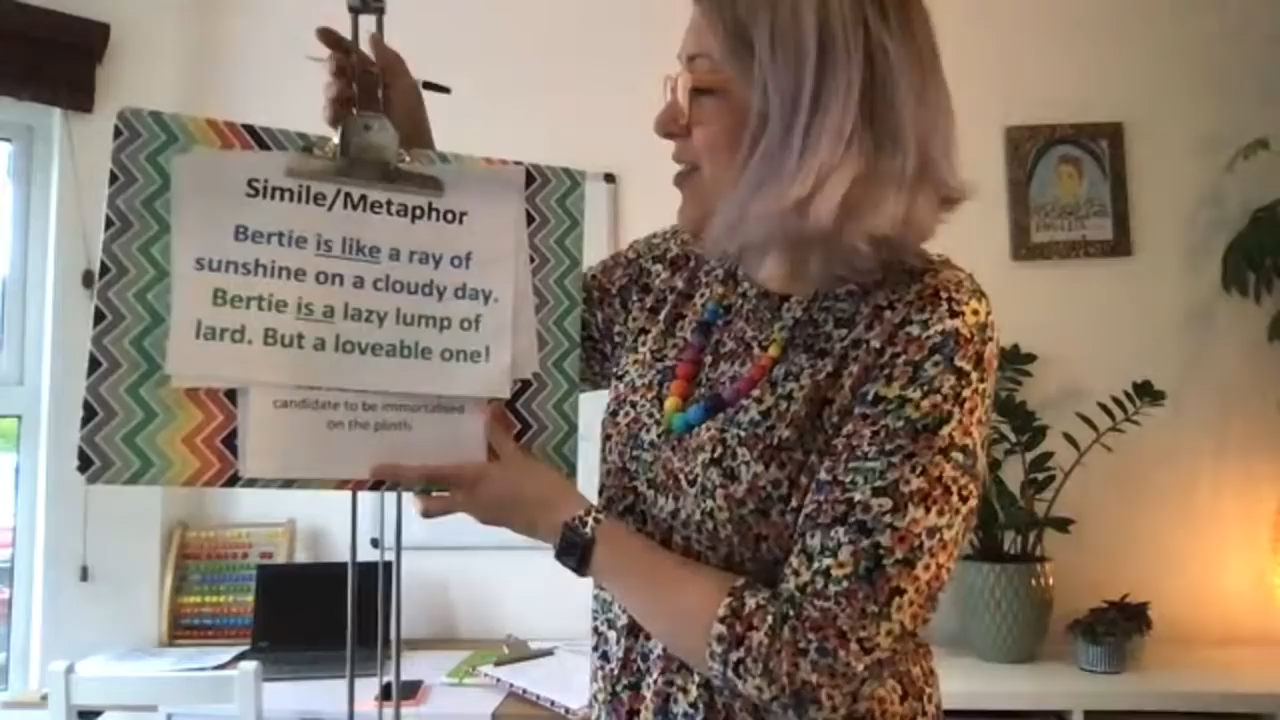 Simile/Metaphor
Bertie is like a ray of
sunshine on a cloudy day.
Bertie is a lazy lump of
lard. But a loveable one!
candidate to be immortalised
on the plinth